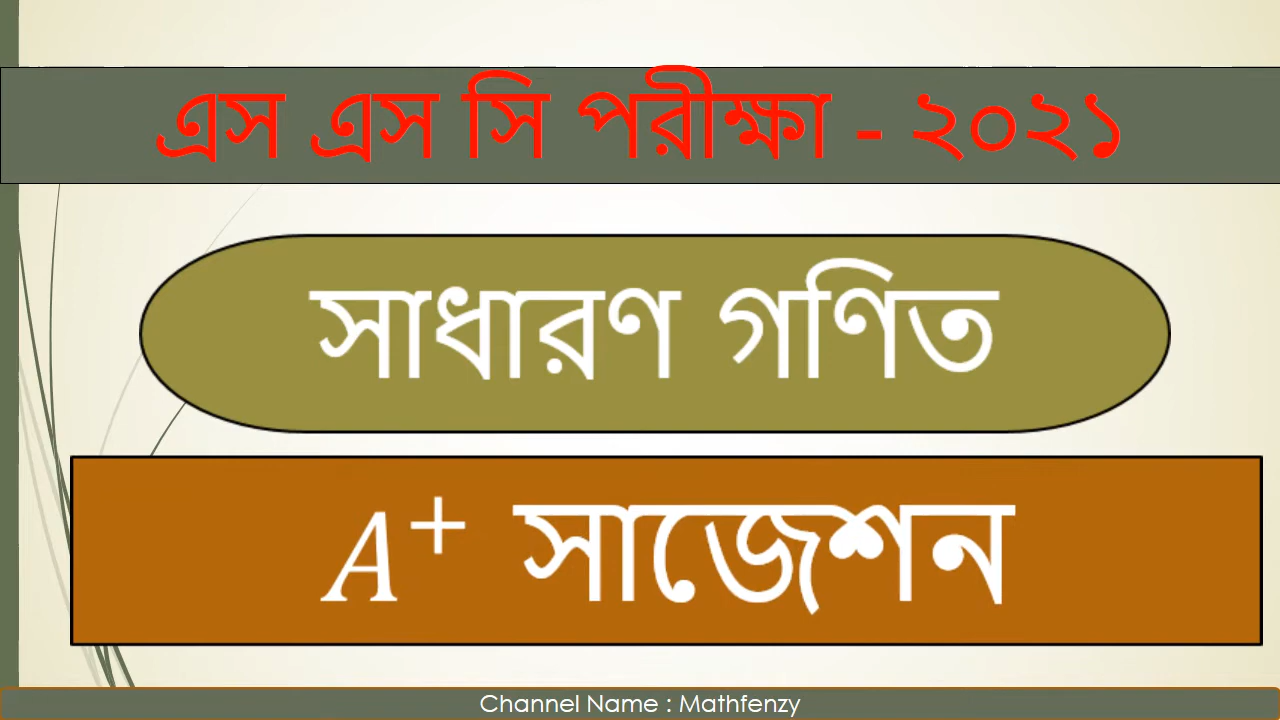 এস এস সি পরীক্ষা - ২০২১
সাধারণ গণিত
A⁺ সাজেশন
Channel Name : Mathfenzy